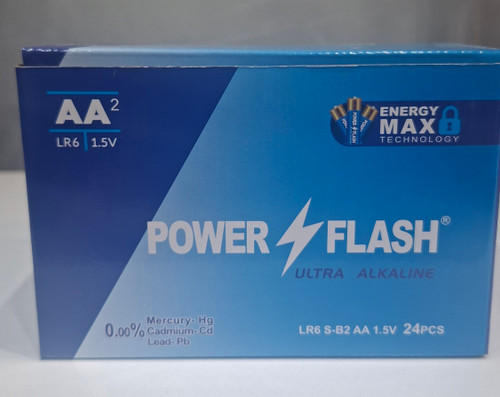 AA²
LR6 | 1.5V
ENERGY
MAX
TECHNOLOGY
POWER FLASH®
ULTRA ALKALINE
0.00% Mercury- Hg
Cadmium- Cd
Lead- Pb
LR6 S-B2 AA 1.5V 24PCS